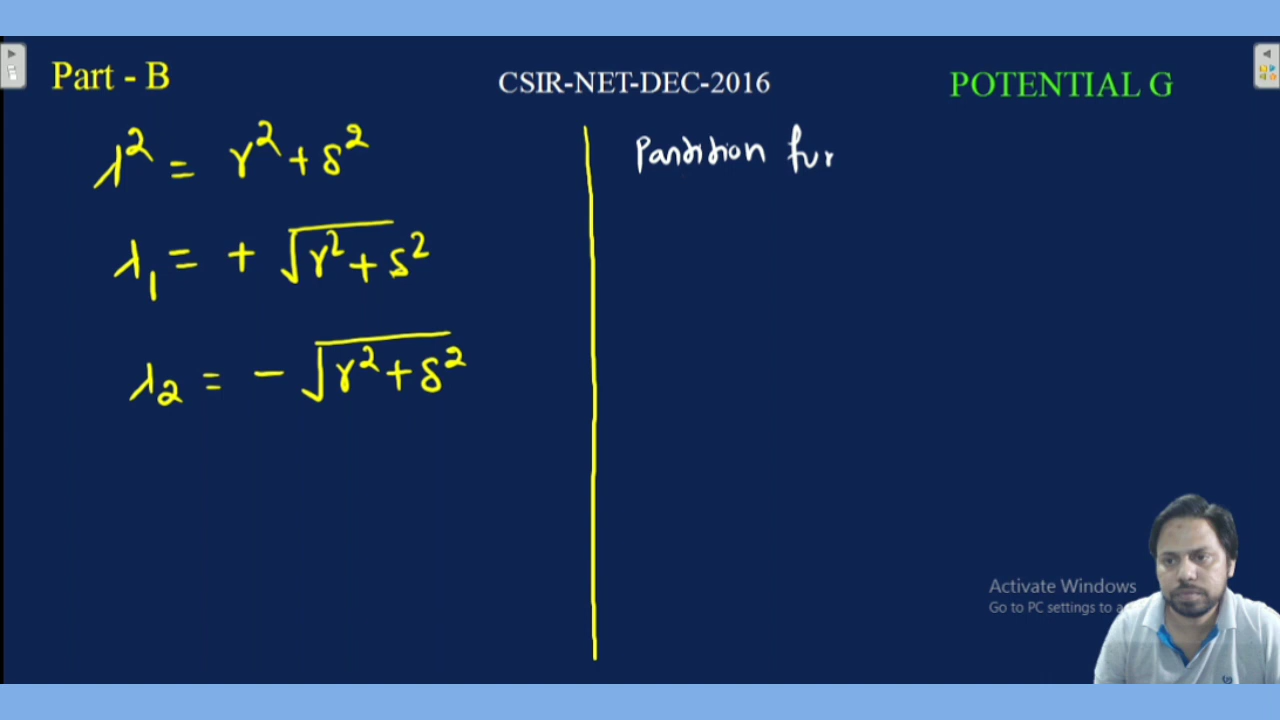 Part - B
CSIR-NET-DEC-2016
POTENTIAL G
λ² = γ² + δ²
λ₁ = + √γ² + δ²
λ₂ = - √γ² + δ²
Partition fun
Activate Windows
Go to PC settings to a